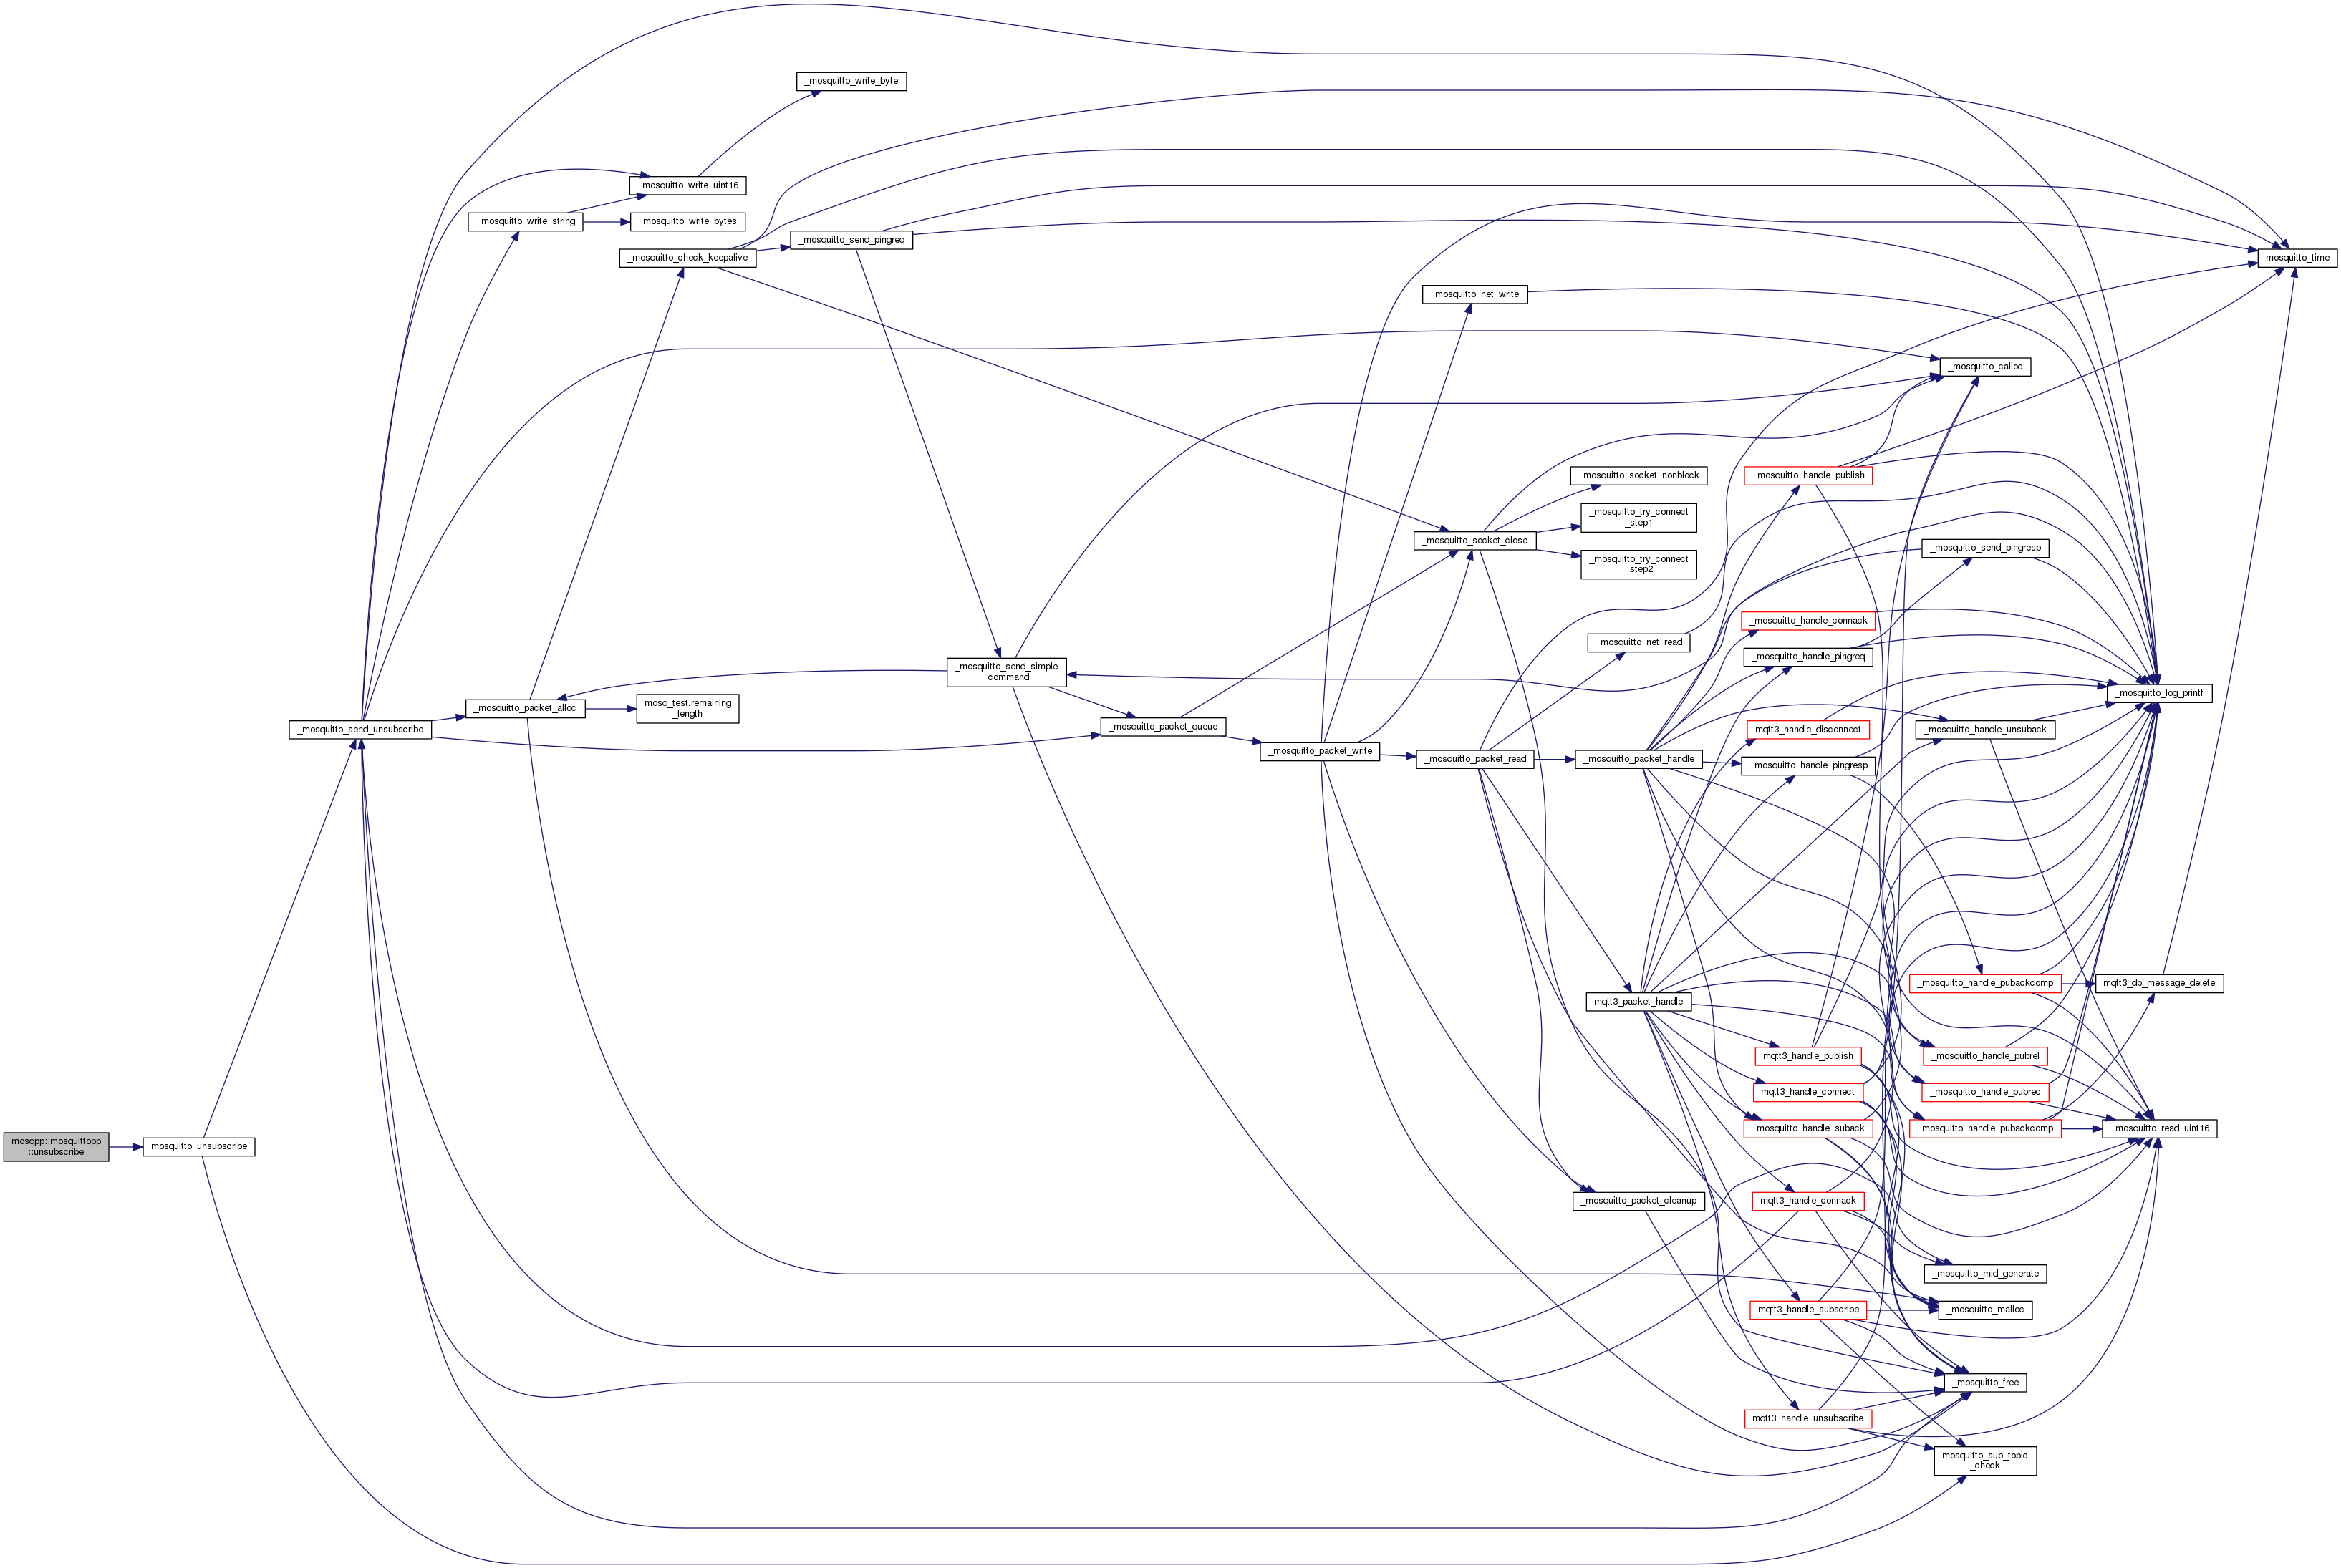 mosqpp::mosquittopp
::unsubscribe
mosquitto_unsubscribe
_mosquitto_send_unsubscribe
_mosquitto_write_string
_mosquitto_packet_alloc
_mosquitto_write_uint16
_mosquitto_write_bytes
_mosquitto_check_keepalive
mosq_test.remaining
_length
_mosquitto_write_byte
_mosquitto_send_pingreq
_mosquitto_send_simple
_command
_mosquitto_packet_queue
_mosquitto_packet_write
_mosquitto_net_write
_mosquitto_socket_close
_mosquitto_packet_read
_mosquitto_socket_nonblock
_mosquitto_try_connect
_step1
_mosquitto_try_connect
_step2
_mosquitto_net_read
_mosquitto_packet_handle
mqtt3_packet_handle
_mosquitto_packet_cleanup
_mosquitto_handle_publish
_mosquitto_handle_connack
_mosquitto_handle_pingreq
mqtt3_handle_disconnect
_mosquitto_handle_pingresp
mqtt3_handle_publish
mqtt3_handle_connect
_mosquitto_handle_suback
mqtt3_handle_connack
mqtt3_handle_subscribe
mqtt3_handle_unsubscribe
_mosquitto_calloc
_mosquitto_send_pingresp
_mosquitto_handle_unsuback
_mosquitto_handle_pubackcomp
_mosquitto_handle_pubrel
_mosquitto_handle_pubrec
_mosquitto_handle_pubackcomp
_mosquitto_mid_generate
_mosquitto_malloc
_mosquitto_free
mosquitto_sub_topic
_check
mosquitto_time
_mosquitto_log_printf
mqtt3_db_message_delete
_mosquitto_read_uint16